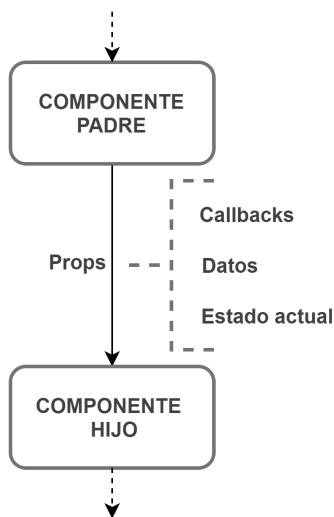 COMPONENTE
PADRE
Callbacks
Props
Datos
Estado actual
COMPONENTE
HIJO